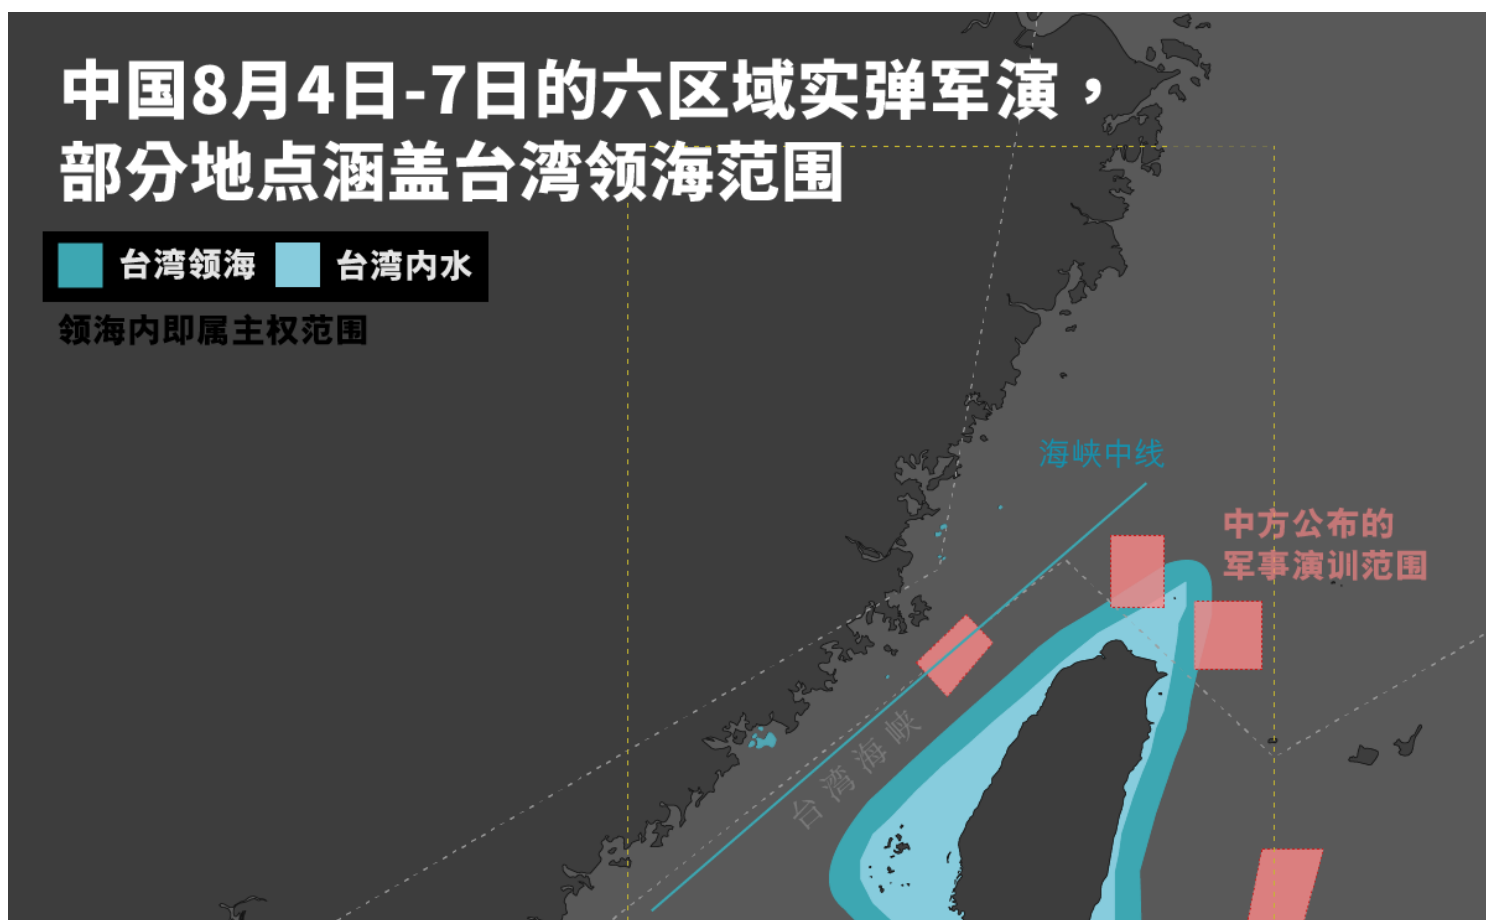 中国8月4日-7日的六区域实弹军演，
部分地点涵盖台湾领海范围
台湾领海 台湾内水
领海内即属主权范围
海峡中线
中方公布的
军事演训范围
台湾海峡